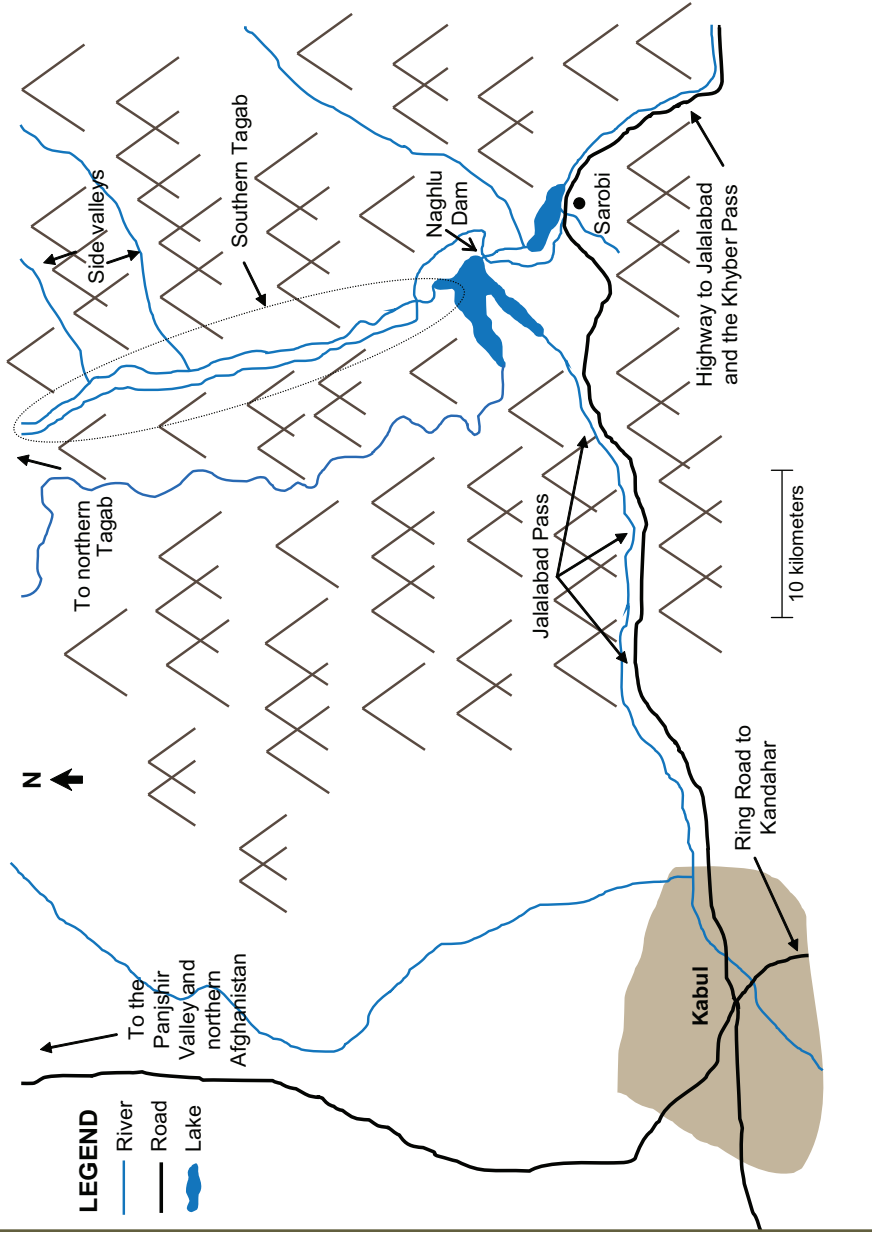 LEGEND
River
Road
Lake
To the
Panjshir
Valley and
northern
Afghanistan
N
To northern
Tagab
Side valleys
Southern Tagab
Naghlu
Dam
Sarobi
Jalalabad Pass
Highway to Jalalabad
and the Khyber Pass
Kabul
Ring Road to
Kandahar
10 kilometers